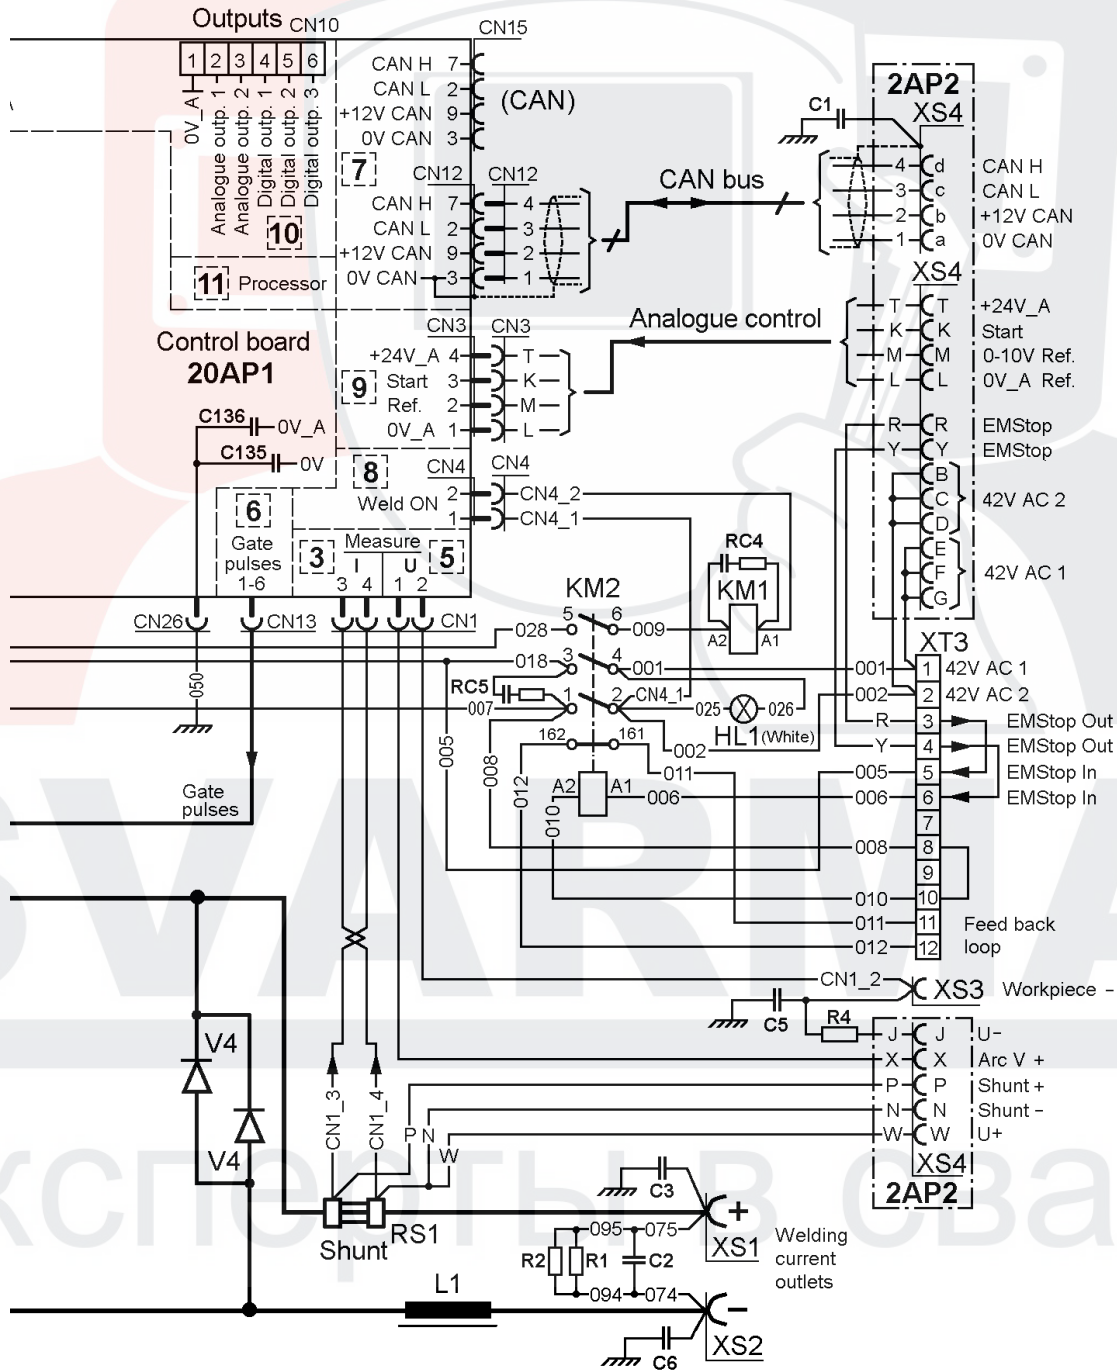 Outputs CN10
1 2 3 4 5 6
0V_A
Analogue outp. 1
Analogue outp. 2
Digital outp. 1
Digital outp. 2
Digital outp. 3
10
11 Processor
7
CN15
CAN H 7
CAN L 2
+12V CAN 9
0V CAN 3
(CAN)
CN12 CN12
CAN H 7 4
CAN L 2 3
+12V CAN 9 2
0V CAN 3 1
CAN bus
C1
2AP2
XS4
4 d CAN H
3 c CAN L
2 b +12V CAN
1 a 0V CAN
XS4
T T +24V_A
K K Start
M M 0-10V Ref.
L L 0V_A Ref.
R R EMStop
Y Y EMStop
B
C 42V AC 2
D
E
F 42V AC 1
G
Analogue control
Control board
20AP1
CN3 CN3
9
+24V_A 4 T
Start 3 K
Ref. 2 M
0V_A 1 L
C136 0V_A
C135 0V
8
Weld ON
CN4 CN4
2 CN4_2
1 CN4_1
6
Gate
pulses
1-6
3 Measure 5
I U
3 4 1 2
CN26 CN13 CN1
050
Gate
pulses
RC4
KM1
A2 A1
KM2
028 5 6 009
018 3 4 001
RC5
007 1 2 CN4_1
025 026
HL1 (White)
002
162 161
011
005
008
012
010
A2 A1 006
XT3
001 1 42V AC 1
002 2 42V AC 2
R 3 EMStop Out
Y 4 EMStop Out
005 5 EMStop In
006 6 EMStop In
7
008 8
9
010 10
011 11 Feed back
012 12 loop
CN1_2 XS3 Workpiece -
C5
R4
J J U-
X X Arc V +
P P Shunt +
N N Shunt -
W W U+
XS4
2AP2
V4
V4
CN1_3
CN1_4
P N W
Shunt RS1
C3
+
XS1
Welding
current
outlets
095 075
R2 R1 C2
094 074
L1
-
XS2
C6
SVARMA
ксперты в сва